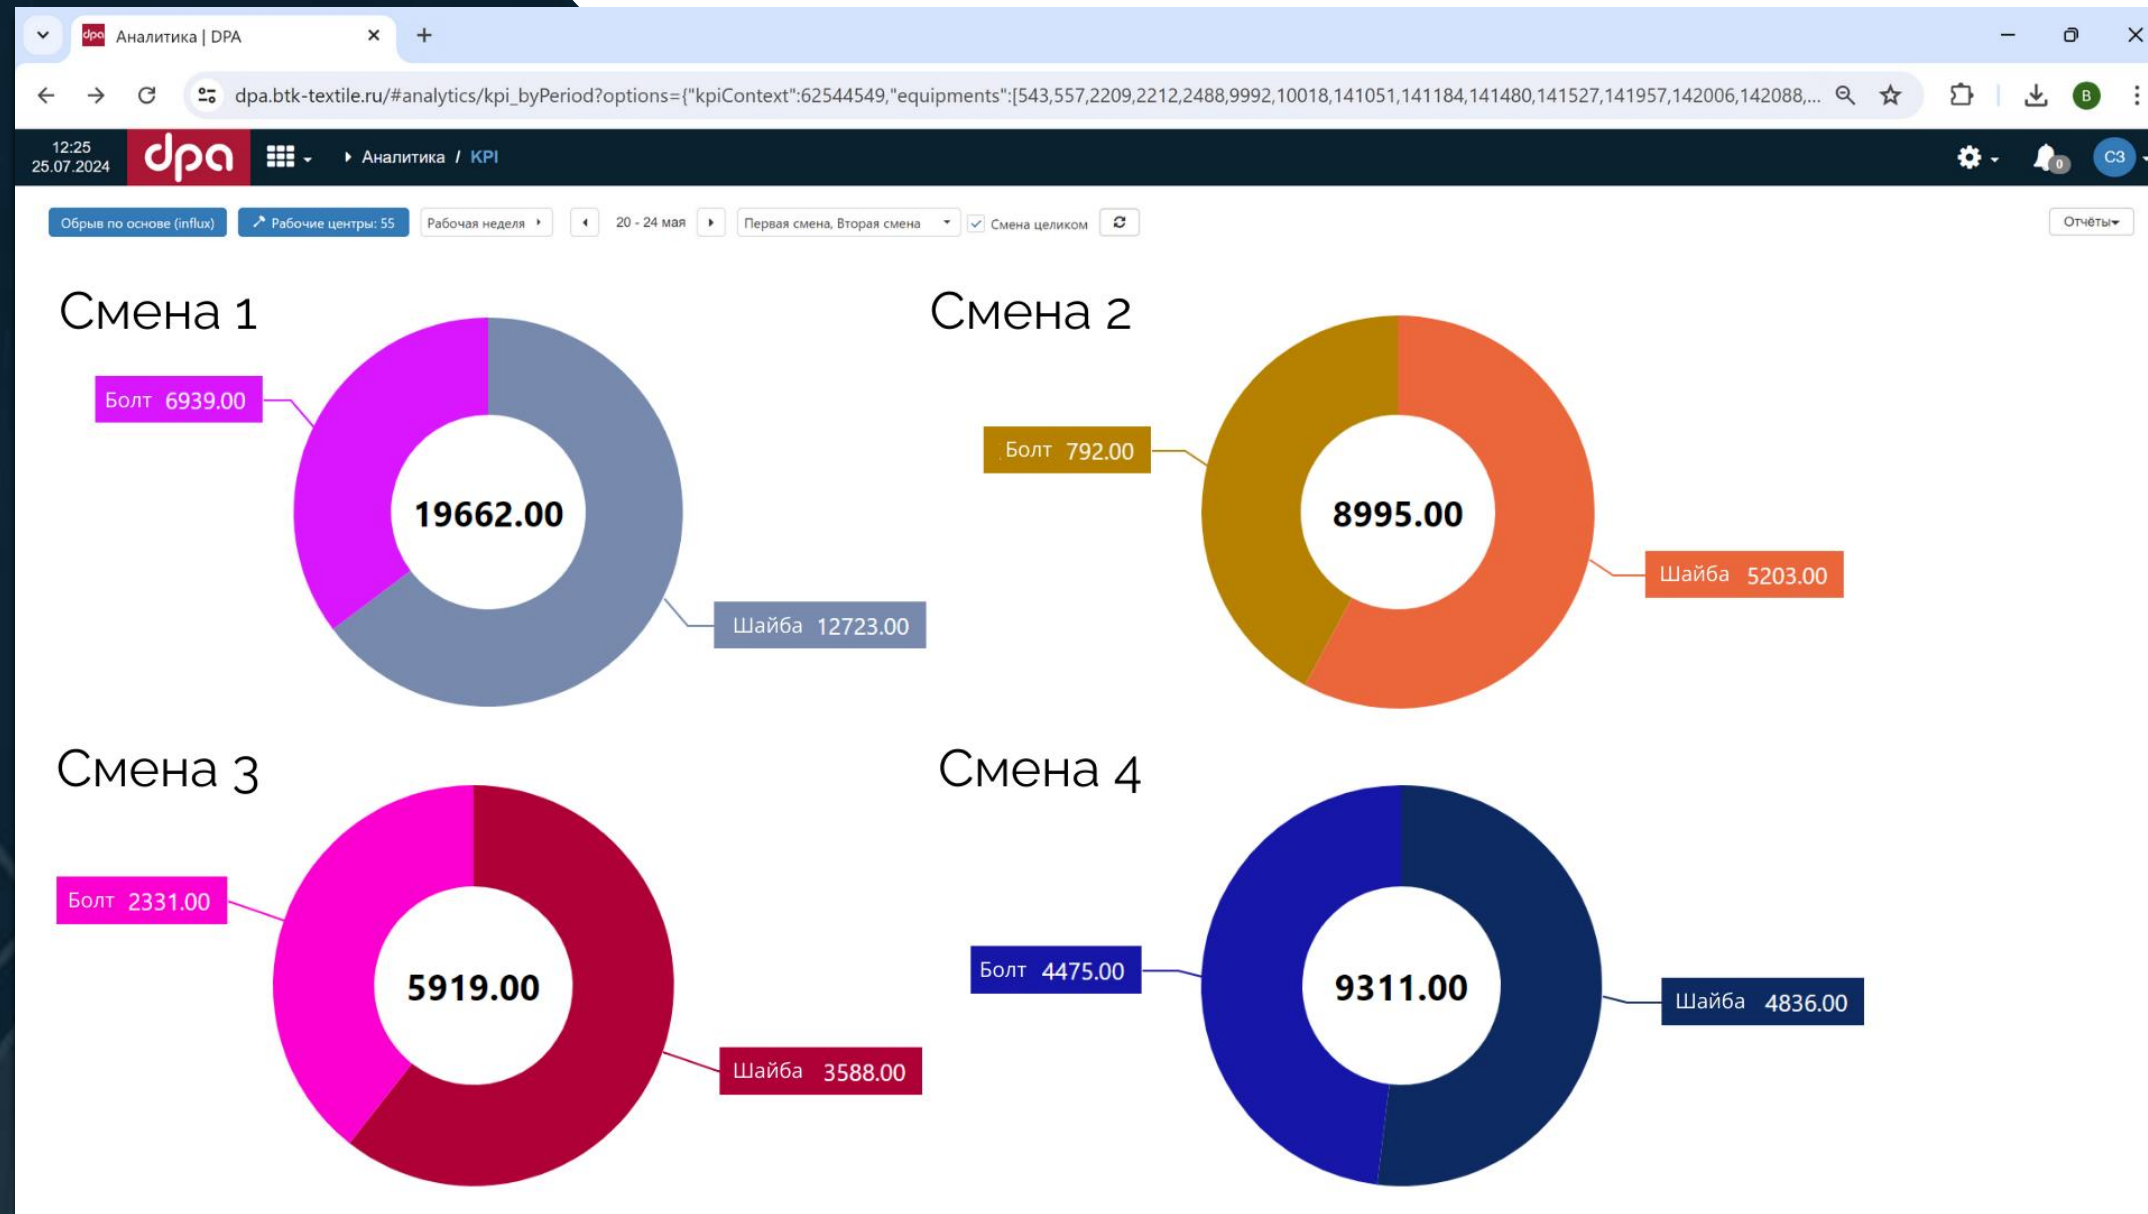 dpa Аналитика | DPA
dpa.btk-textile.ru/#analytics/kpi_byPeriod?options={"kpiContext":62544549,"equipments":[543,557,2209,2212,2488,9992,10018,141051,141184,141480,141527,141957,142006,142088,...
B
12:25
25.07.2024
dpa
Аналитика / KPI
0
СЗ
Обрыв по основе (influx)
Рабочие центры: 55
Рабочая неделя
20 - 24 мая
Первая смена, Вторая смена
Смена целиком
Отчёты
Смена 1
Болт 6939.00
19662.00
Шайба 12723.00
Смена 2
Болт 792.00
8995.00
Шайба 5203.00
Смена 3
Болт 2331.00
5919.00
Шайба 3588.00
Смена 4
Болт 4475.00
9311.00
Шайба 4836.00